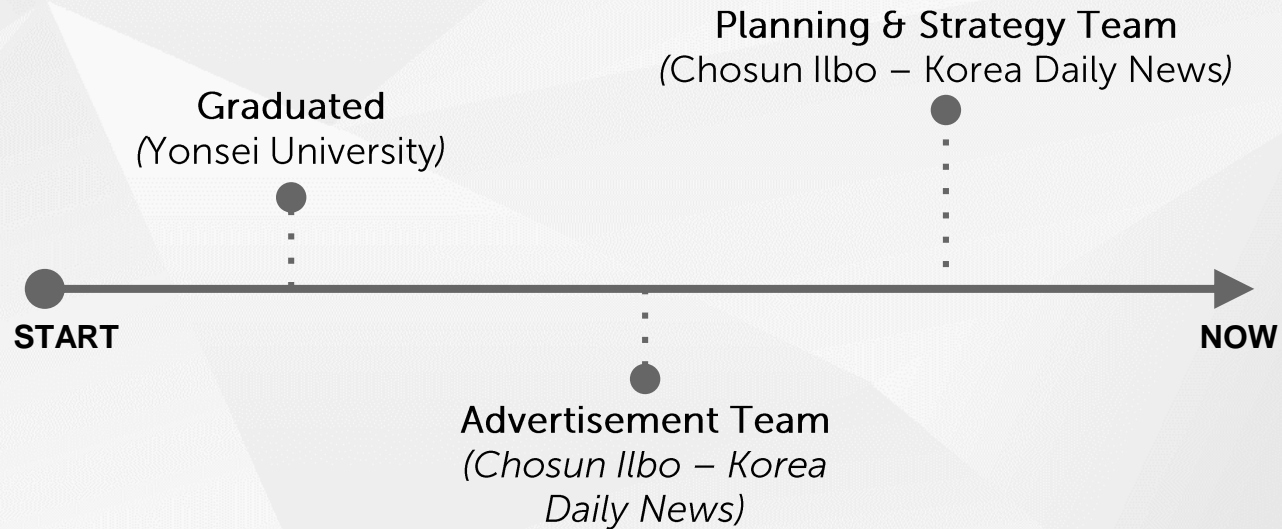 Planning & Strategy Team
(Chosun Ilbo – Korea Daily News)
Graduated
(Yonsei University)
START
NOW
Advertisement Team
(Chosun Ilbo – Korea
Daily News)